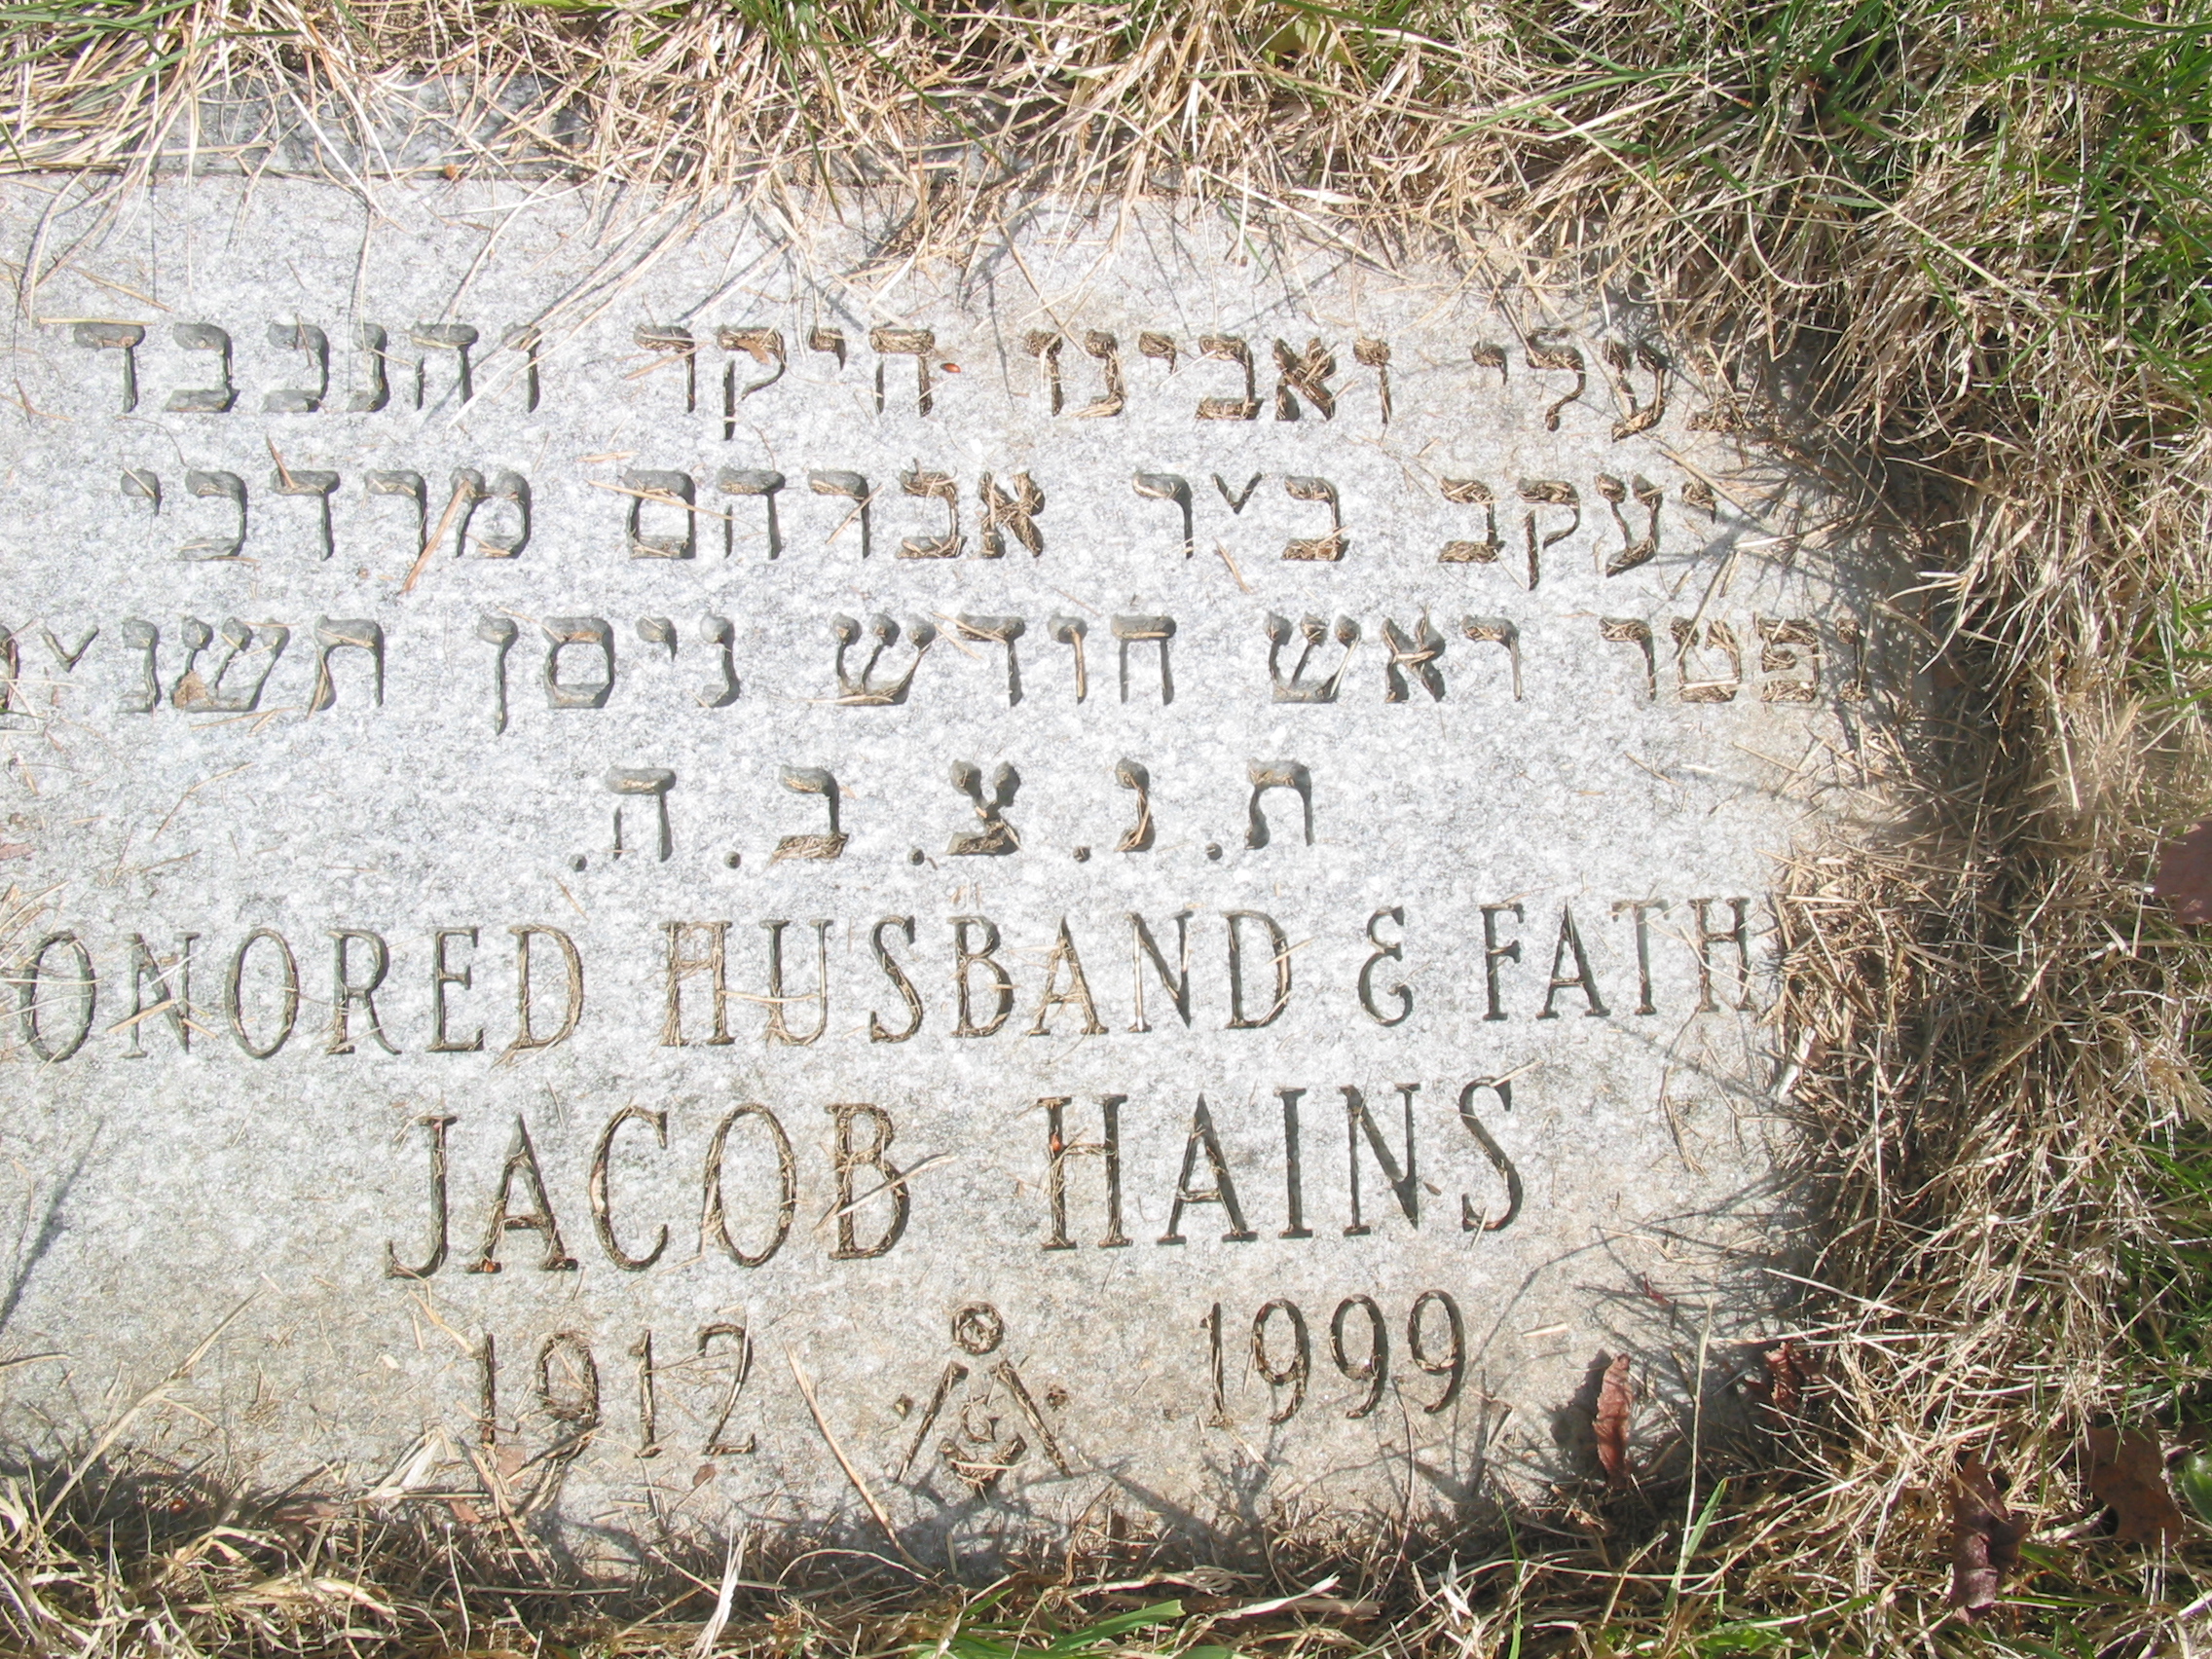 בעלי ואבינו היקר והנכבד
יעקב ב״ר אברהם מרדכי
נפטר ראש חודש ניסן תשנ״
ת.נ.צ.ב.ה.
ONORED HUSBAND & FATH
JACOB HAINS
1912 1999